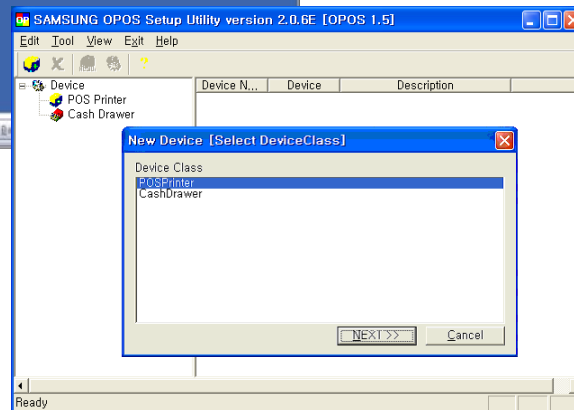 SAMSUNG OPOS Setup Utility version 2.0.6E [OPOS 1.5]
Edit Tool View Exit Help
Device
POS Printer
Cash Drawer
Device N... Device Description
New Device [Select DeviceClass]
Device Class
POSPrinter
CashDrawer
NEXT>> Cancel
Ready